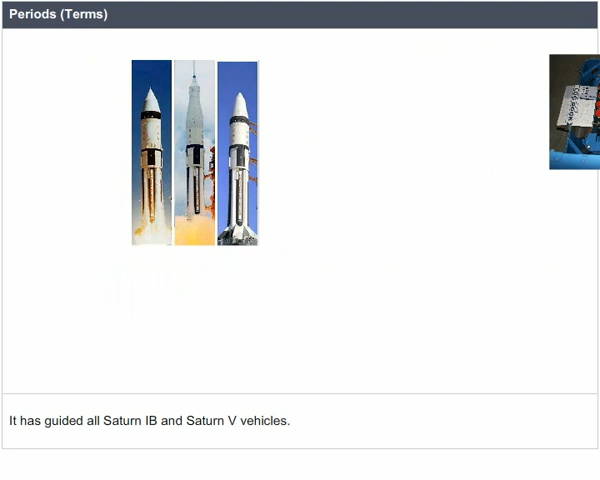 Periods (Terms)
It has guided all Saturn IB and Saturn V vehicles.